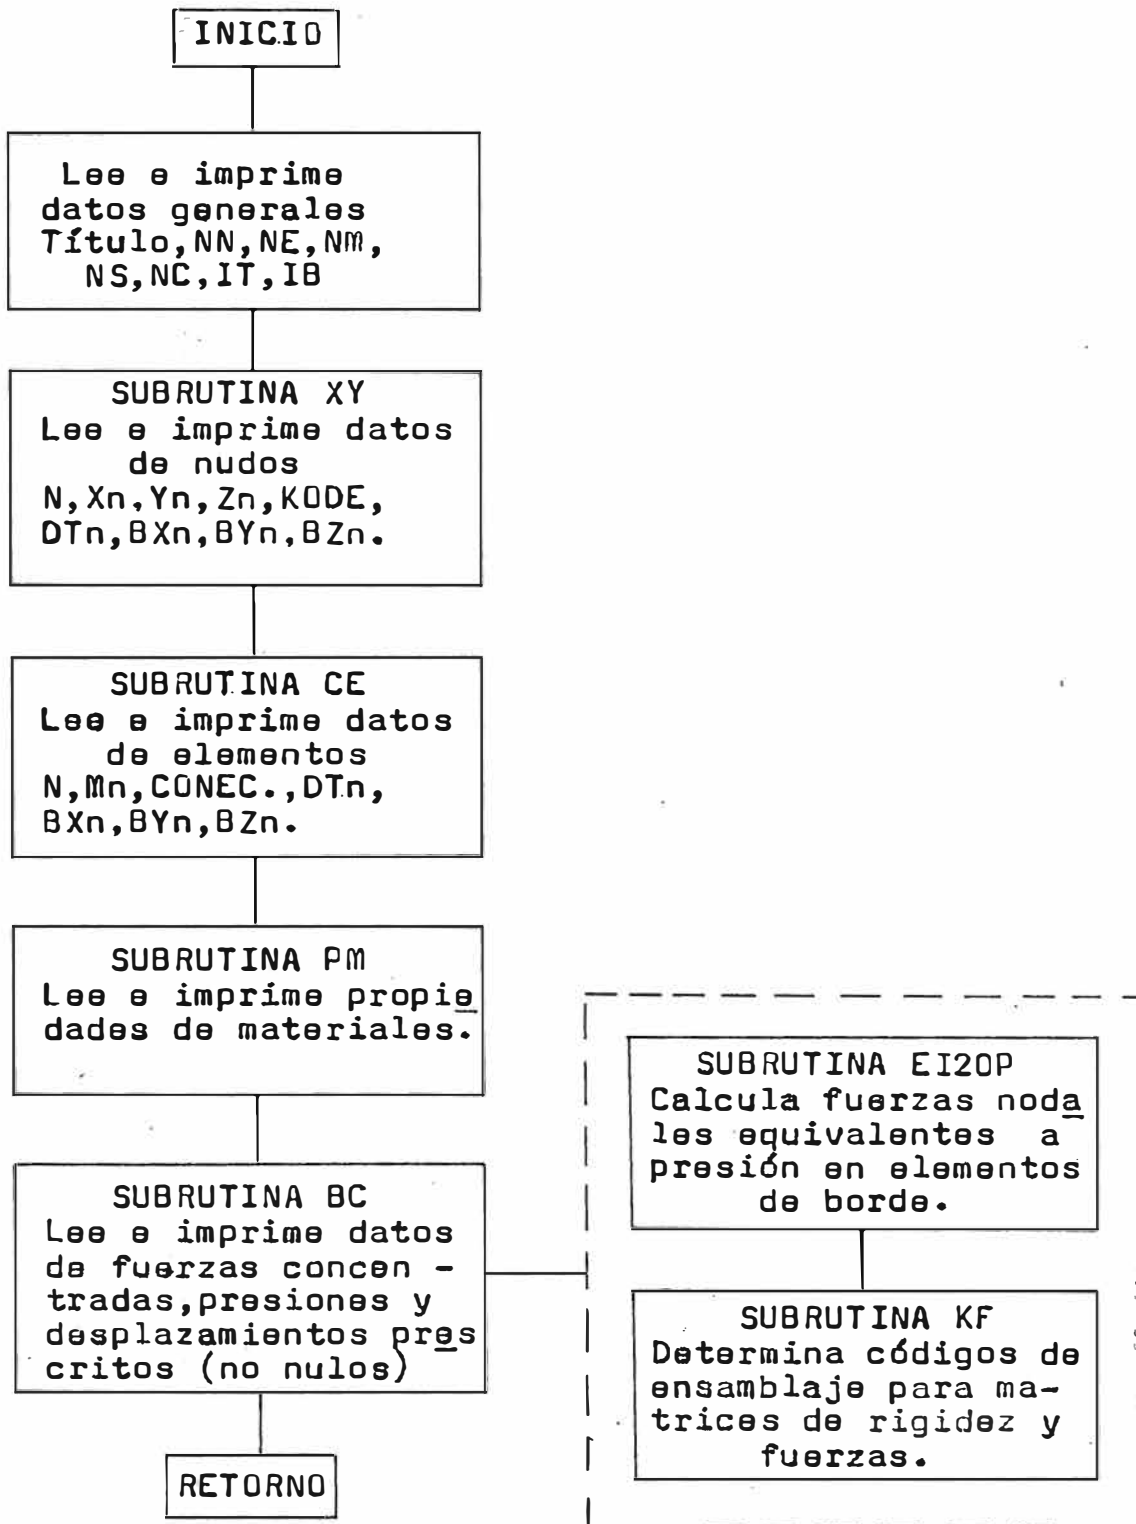 INICIO
Lee e imprime
datos generales
Título,NN,NE,Nm,
NS,NC,IT,IB
SUBRUTINA XY
Lee e imprime datos
de nudos
N,Xn,Yn,Zn,KODE,
DTn,BXn,BYn,BZn.
SUBRUTINA CE
Lee e imprime datos
de elementos
N,Mn,CONEC.,DTn,
BXn,BYn,BZn.
SUBRUTINA PM
Lee e imprime propie
dades de materiales.
SUBRUTINA BC
Lee e imprime datos
de fuerzas concen -
tradas,presiones y
desplazamientos pres
critos (no nulos)
RETORNO
SUBRUTINA EI20P
Calcula fuerzas noda
les equivalentes a
presión en elementos
de borde.
SUBRUTINA KF
Determina códigos de
ensamblaje para ma-
trices de rigidez y
fuerzas.